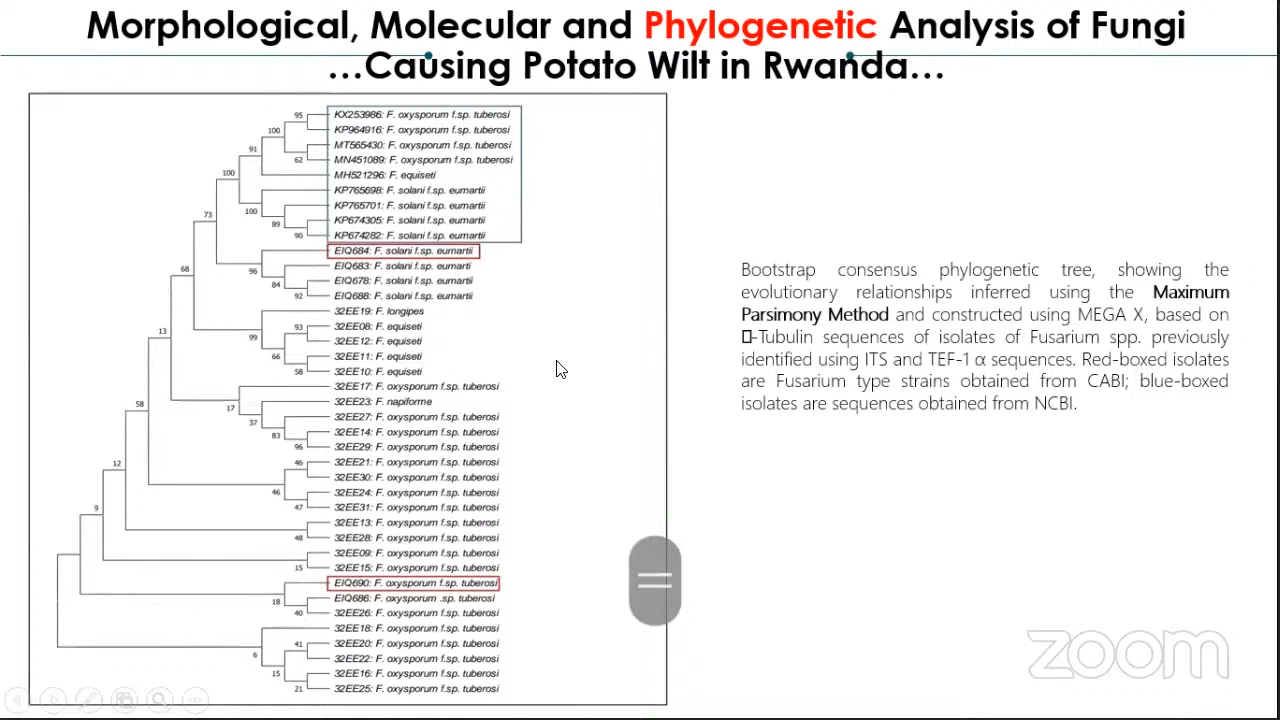 Morphological, Molecular and Phylogenetic Analysis of Fungi
...Causing Potato Wilt in Rwanda...
95
KX253986: F. oxysporum f.sp. tuberosi
100
KP964916: F. oxysporum f.sp. tuberosi
MT565430: F. oxysporum f.sp. tuberosi
91
62
MN451089: F. oxysporum f.sp. tuberosi
100
MH521296: F. equiseti
KP765698: F. solani f.sp. eumartii
100
KP765701: F. solani f.sp. eumartii
73
89
KP674305: F. solani f.sp. eumartii
90
KP674282: F. solani f.sp. eumartii
EIQ684: F. solani f.sp. eumartii
68
96
EIQ683: F. solani f.sp. eumarti
84
EIQ678: F. solani f.sp. eumartii
92
EIQ688: F. solani f.sp. eumartii
32EE19: F. longipes
13
93
32EE08: F. equiseti
99
32EE12: F. equiseti
66
32EE11: F. equiseti
58
32EE10: F. equiseti
32EE17: F. oxysporum f.sp. tuberosi
58
17
32EE23: F. napiforme
37
32EE27: F. oxysporum f.sp. tuberosi
83
32EE14: F. oxysporum f.sp. tuberosi
96
32EE29: F. oxysporum f.sp. tuberosi
12
46
32EE21: F. oxysporum f.sp. tuberosi
32EE30: F. oxysporum f.sp. tuberosi
46
32EE24: F. oxysporum f.sp. tuberosi
9
47
32EE31: F. oxysporum f.sp. tuberosi
32EE13: F. oxysporum f.sp. tuberosi
48
32EE28: F. oxysporum f.sp. tuberosi
32EE09: F. oxysporum f.sp. tuberosi
15
32EE15: F. oxysporum f.sp. tuberosi
EIQ690: F. oxysporum f.sp. tuberosi
18
EIQ686: F. oxysporum .sp. tuberosi
40
32EE26: F. oxysporum f.sp. tuberosi
32EE18: F. oxysporum f.sp. tuberosi
6
41
32EE20: F. oxysporum f.sp. tuberosi
32EE22: F. oxysporum f.sp. tuberosi
15
32EE16: F. oxysporum f.sp. tuberosi
21
32EE25: F. oxysporum f.sp. tuberosi
Bootstrap consensus phylogenetic tree, showing the
evolutionary relationships inferred using the Maximum
Parsimony Method and constructed using MEGA X, based on
▯-Tubulin sequences of isolates of Fusarium spp. previously
identified using ITS and TEF-1 α sequences. Red-boxed isolates
are Fusarium type strains obtained from CABI; blue-boxed
isolates are sequences obtained from NCBI.
zoom